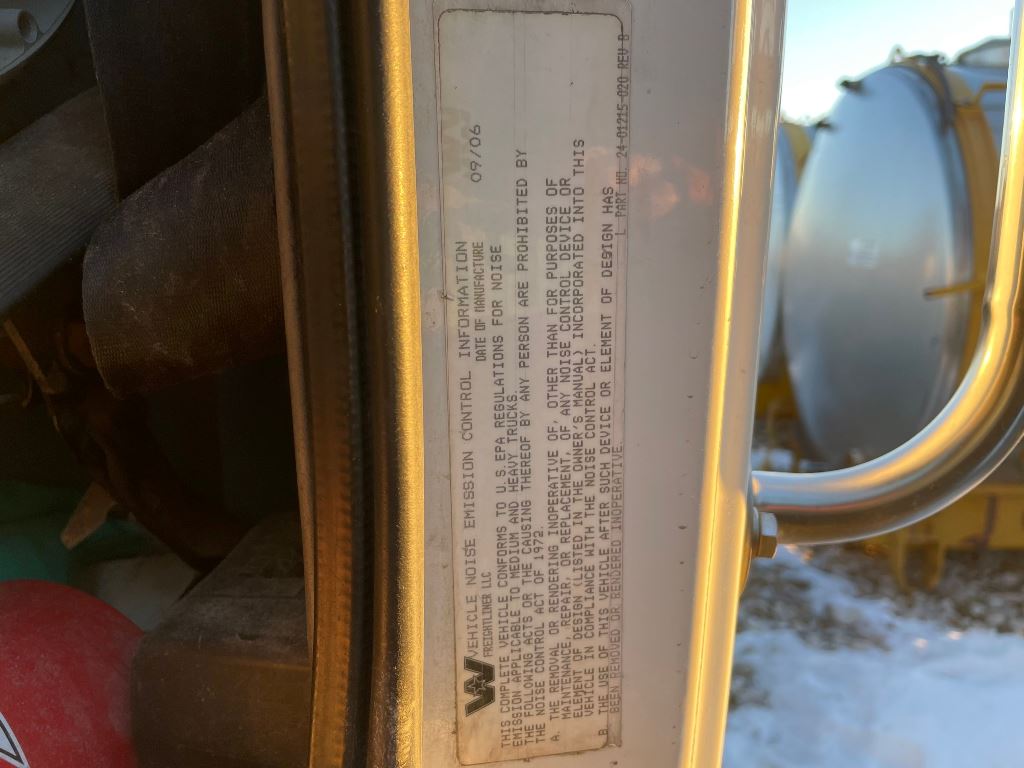 VEHICLE NOISE EMISSION CONTROL INFORMATION
FREIGHTLINER LLC DATE OF MANUFACTURE 09/06
THIS COMPLETE VEHICLE CONFORMS TO U.S. EPA REGULATIONS FOR NOISE
EMISSION APPLICABLE TO MEDIUM AND HEAVY TRUCKS.
THE FOLLOWING ACTS OR THE CAUSING THEREOF BY ANY PERSON ARE PROHIBITED BY
THE NOISE CONTROL ACT OF 1972.
A. THE REMOVAL OR RENDERING INOPERATIVE OF, OTHER THAN FOR PURPOSES OF
MAINTENANCE, REPAIR, OR REPLACEMENT, OF ANY NOISE CONTROL DEVICE OR
ELEMENT OF DESIGN (LISTED IN THE OWNER'S MANUAL) INCORPORATED INTO THIS
VEHICLE IN COMPLIANCE WITH THE NOISE CONTROL ACT.
B. THE USE OF THIS VEHICLE AFTER SUCH DEVICE OR ELEMENT OF DESIGN HAS
BEEN REMOVED OR RENDERED INOPERATIVE.
PART NO. 24-01215-020 REV B